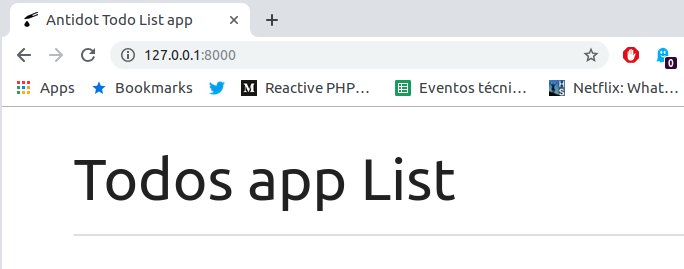 Antidot Todo List app
127.0.0.1:8000
Apps Bookmarks M Reactive PHP... Eventos técni... Netflix: What...
0
Todos app List